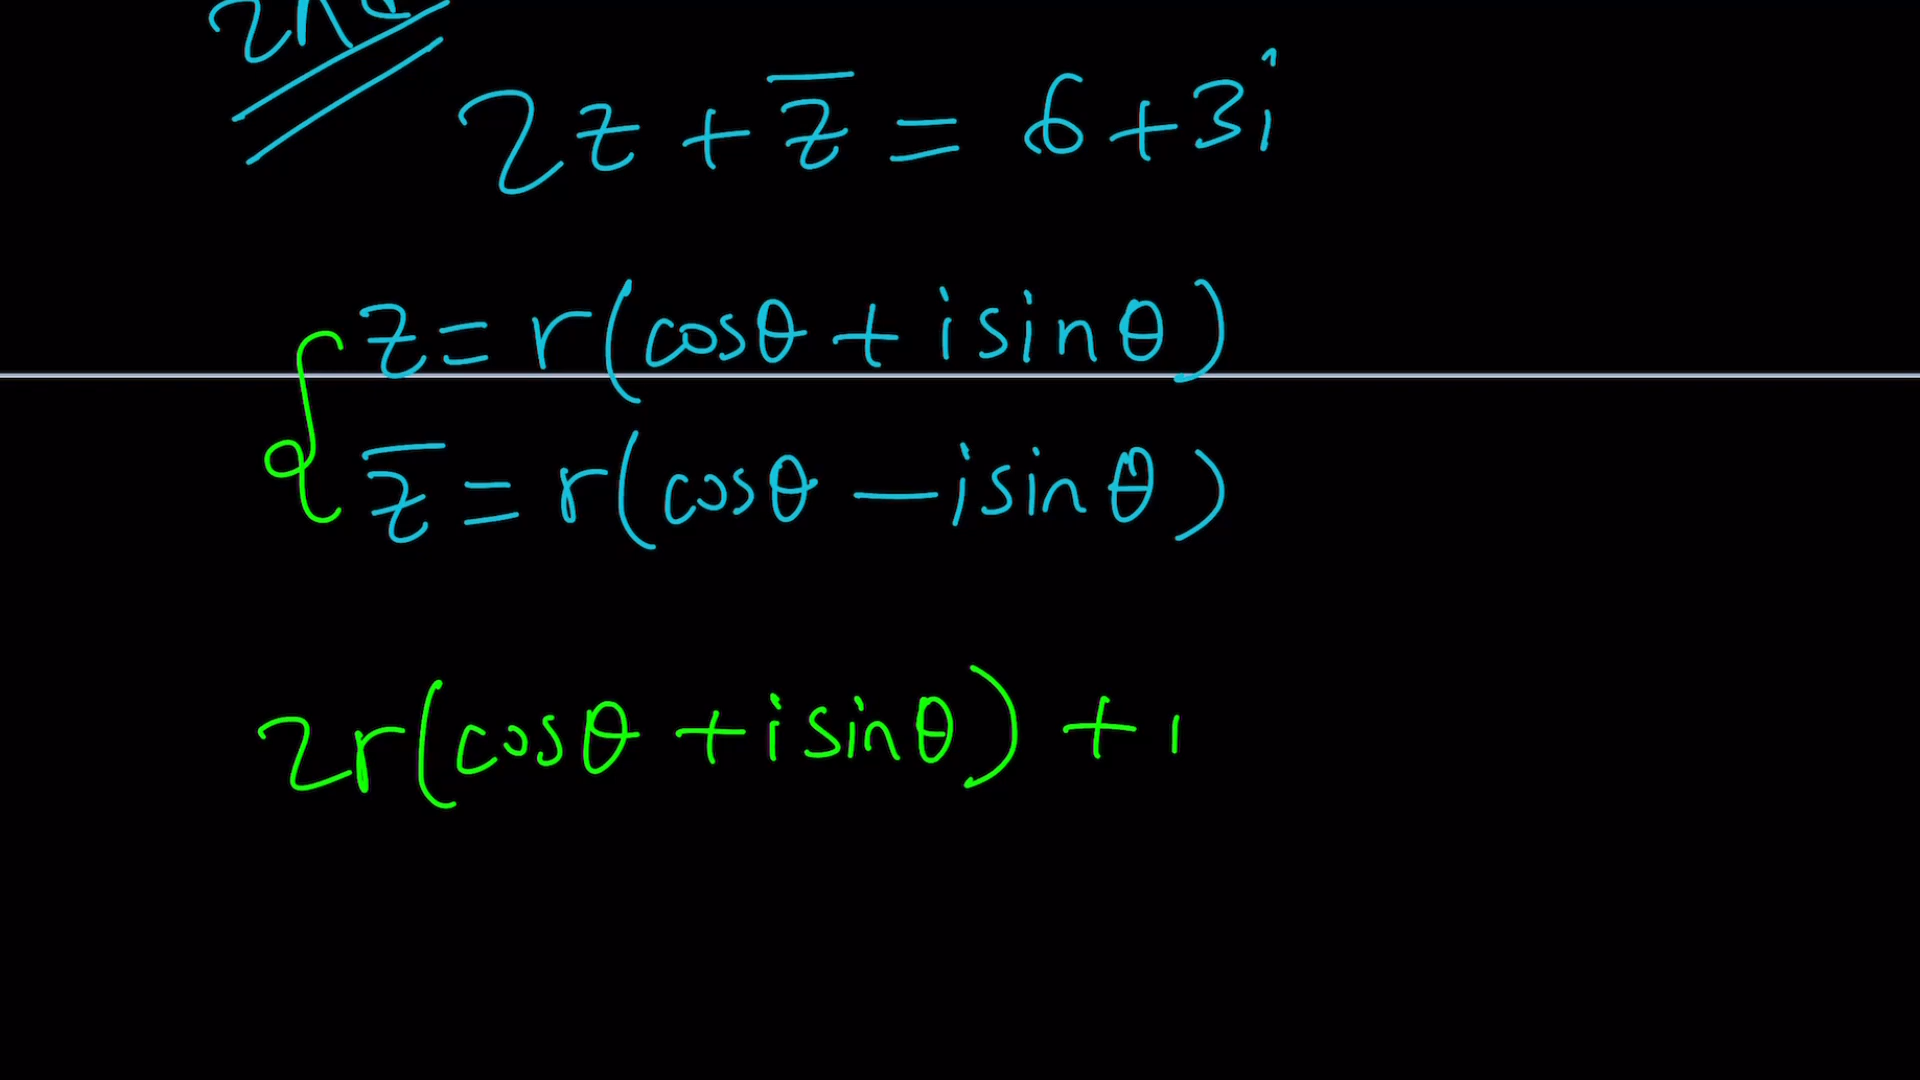 2z + z̅ = 6 + 3i
z = r(cosθ + i sinθ)
z̅ = r(cosθ − i sinθ)
2r(cosθ + i sinθ) +